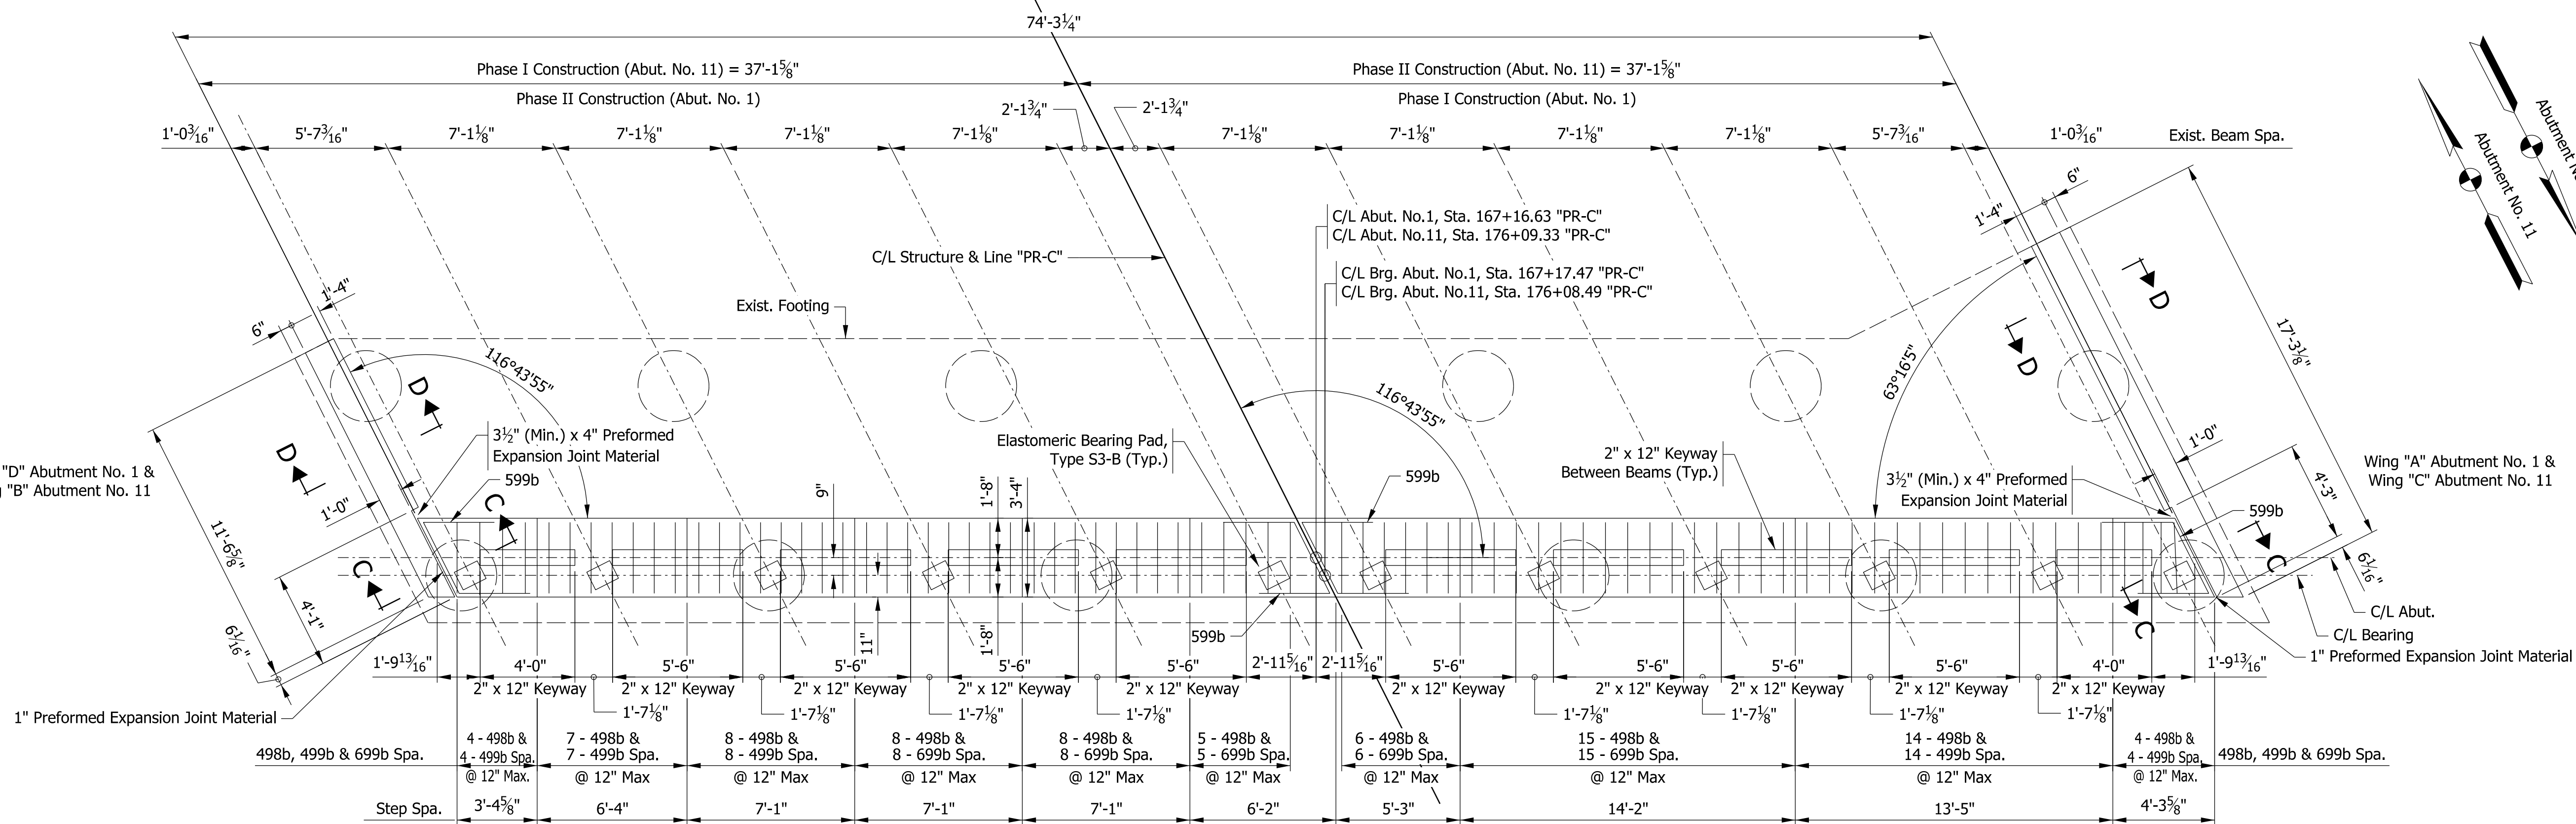 74'-3¼"
Phase I Construction (Abut. No. 11) = 37'-1⅝"
Phase II Construction (Abut. No. 11) = 37'-1⅝"
Phase II Construction (Abut. No. 1)
Phase I Construction (Abut. No. 1)
2'-1¾"
2'-1¾"
1'-0³⁄₁₆"
5'-7³⁄₁₆"
7'-1⅛"
7'-1⅛"
7'-1⅛"
7'-1⅛"
7'-1⅛"
7'-1⅛"
7'-1⅛"
7'-1⅛"
5'-7³⁄₁₆"
1'-0³⁄₁₆"
Exist. Beam Spa.
Abutment No. 11
Abutment
6"
1'-4"
C/L Abut. No.1, Sta. 167+16.63 "PR-C"
C/L Abut. No.11, Sta. 176+09.33 "PR-C"
C/L Structure & Line "PR-C"
C/L Brg. Abut. No.1, Sta. 167+17.47 "PR-C"
C/L Brg. Abut. No.11, Sta. 176+08.49 "PR-C"
Exist. Footing
1'-4"
6"
D
D
17'-3⅛"
116°43'55"
116°43'55"
63°16'5"
D
D
3½" (Min.) x 4" Preformed
Expansion Joint Material
599b
Elastomeric Bearing Pad,
Type S3-B (Typ.)
599b
2" x 12" Keyway
Between Beams (Typ.)
3½" (Min.) x 4" Preformed
Expansion Joint Material
599b
1'-0"
4'-3"
Wing "A" Abutment No. 1 &
Wing "C" Abutment No. 11
"D" Abutment No. 1 &
"B" Abutment No. 11
1'-0"
C
C
11'-6⅝"
4'-1"
6¹⁄₁₆"
9"
1'-8"
3'-4"
11"
1'-8"
599b
C
C
6¹⁄₁₆"
C/L Abut.
C/L Bearing
1" Preformed Expansion Joint Material
1" Preformed Expansion Joint Material
1'-9¹³⁄₁₆"
4'-0"
5'-6"
5'-6"
5'-6"
5'-6"
2'-11⁵⁄₁₆"
2'-11⁵⁄₁₆"
5'-6"
5'-6"
5'-6"
5'-6"
4'-0"
1'-9¹³⁄₁₆"
2" x 12" Keyway
2" x 12" Keyway
2" x 12" Keyway
2" x 12" Keyway
2" x 12" Keyway
2" x 12" Keyway
2" x 12" Keyway
2" x 12" Keyway
2" x 12" Keyway
2" x 12" Keyway
1'-7⅛"
1'-7⅛"
1'-7⅛"
1'-7⅛"
1'-7⅛"
1'-7⅛"
1'-7⅛"
1'-7⅛"
498b, 499b & 699b Spa.
4 - 498b &
4 - 499b Spa.
@ 12" Max.
7 - 498b &
7 - 499b Spa.
@ 12" Max
8 - 498b &
8 - 499b Spa.
@ 12" Max
8 - 498b &
8 - 699b Spa.
@ 12" Max
8 - 498b &
8 - 699b Spa.
@ 12" Max
5 - 498b &
5 - 699b Spa.
@ 12" Max
6 - 498b &
6 - 699b Spa.
@ 12" Max
15 - 498b &
15 - 699b Spa.
@ 12" Max
14 - 498b &
14 - 499b Spa.
@ 12" Max
4 - 498b &
4 - 499b Spa.
@ 12" Max.
498b, 499b & 699b Spa.
Step Spa.
3'-4⅝"
6'-4"
7'-1"
7'-1"
7'-1"
6'-2"
5'-3"
14'-2"
13'-5"
4'-3⅝"